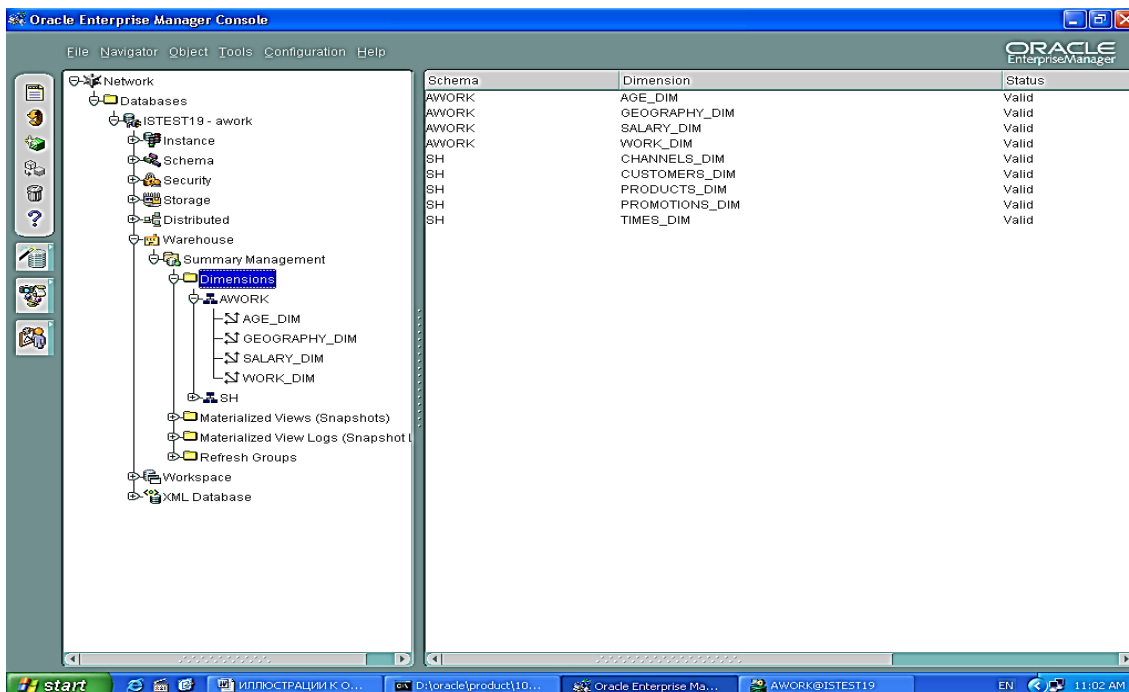 Oracle Enterprise Manager Console
File Navigator Object Tools Configuration Help
ORACLE
EnterpriseManager
Network
Databases
ISTEST19 - awork
Instance
Schema
Security
Storage
Distributed
Warehouse
Summary Management
Dimensions
AWORK
AGE_DIM
GEOGRAPHY_DIM
SALARY_DIM
WORK_DIM
SH
Materialized Views (Snapshots)
Materialized View Logs (Snapshot L
Refresh Groups
Workspace
XML Database
Schema Dimension Status
AWORK AGE_DIM Valid
AWORK GEOGRAPHY_DIM Valid
AWORK SALARY_DIM Valid
AWORK WORK_DIM Valid
SH CHANNELS_DIM Valid
SH CUSTOMERS_DIM Valid
SH PRODUCTS_DIM Valid
SH PROMOTIONS_DIM Valid
SH TIMES_DIM Valid
start ИЛЛЮСТРАЦИИ К О... D:\oracle\product\10... Oracle Enterprise Ma... AWORK@ISTEST19 EN 11:02 AM